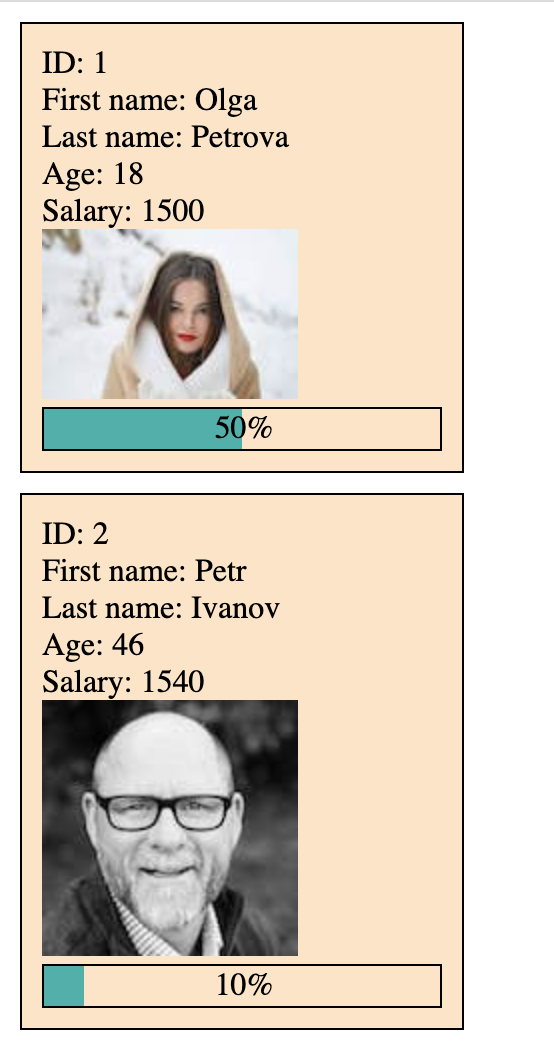 ID: 1
First name: Olga
Last name: Petrova
Age: 18
Salary: 1500
50%
ID: 2
First name: Petr
Last name: Ivanov
Age: 46
Salary: 1540
10%